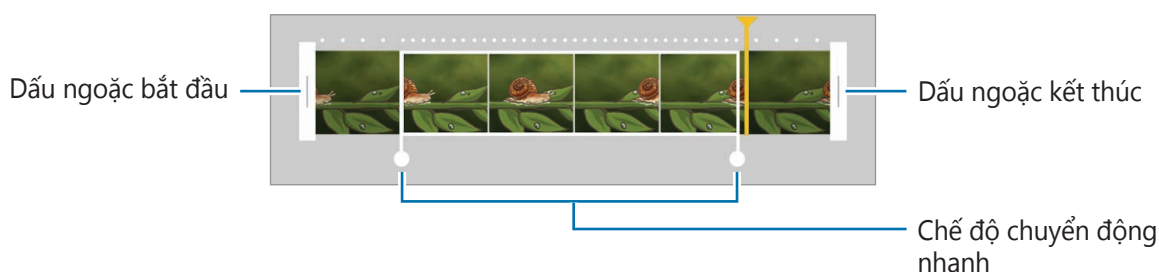 Dấu ngoặc bắt đầu
Dấu ngoặc kết thúc
Chế độ chuyển động
nhanh